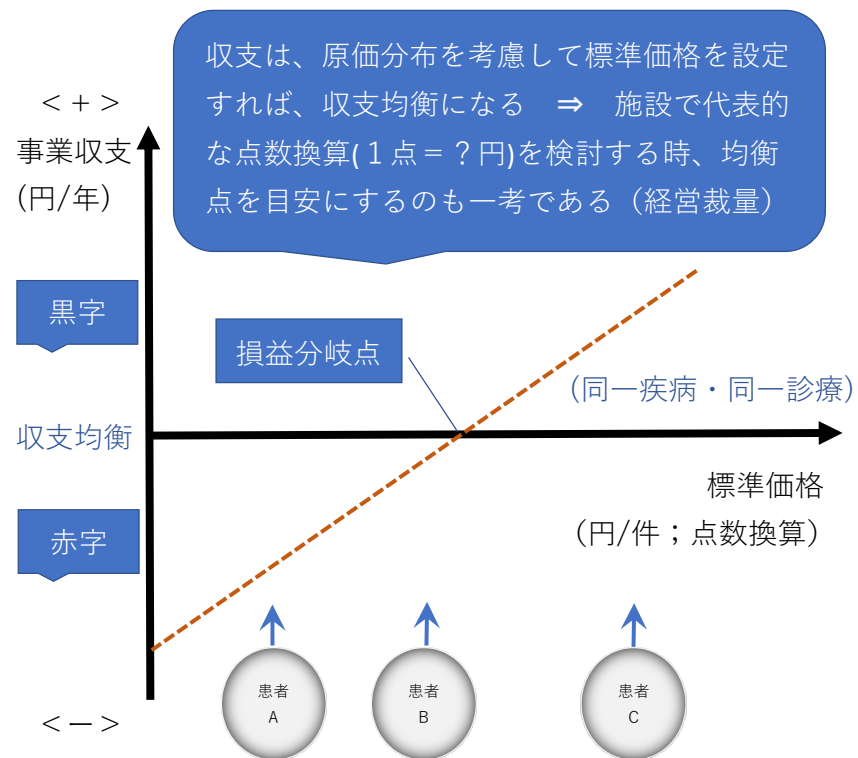 収支は、原価分布を考慮して標準価格を設定
すれば、収支均衡になる ⇒ 施設で代表的
な点数換算(１点＝？円)を検討する時、均衡
点を目安にするのも一考である（経営裁量）
＜＋＞
事業収支
(円/年)
黒字
損益分岐点
(同一疾病・同一診療)
収支均衡
標準価格
（円/件；点数換算）
赤字
患者
A
患者
B
患者
C
＜－＞